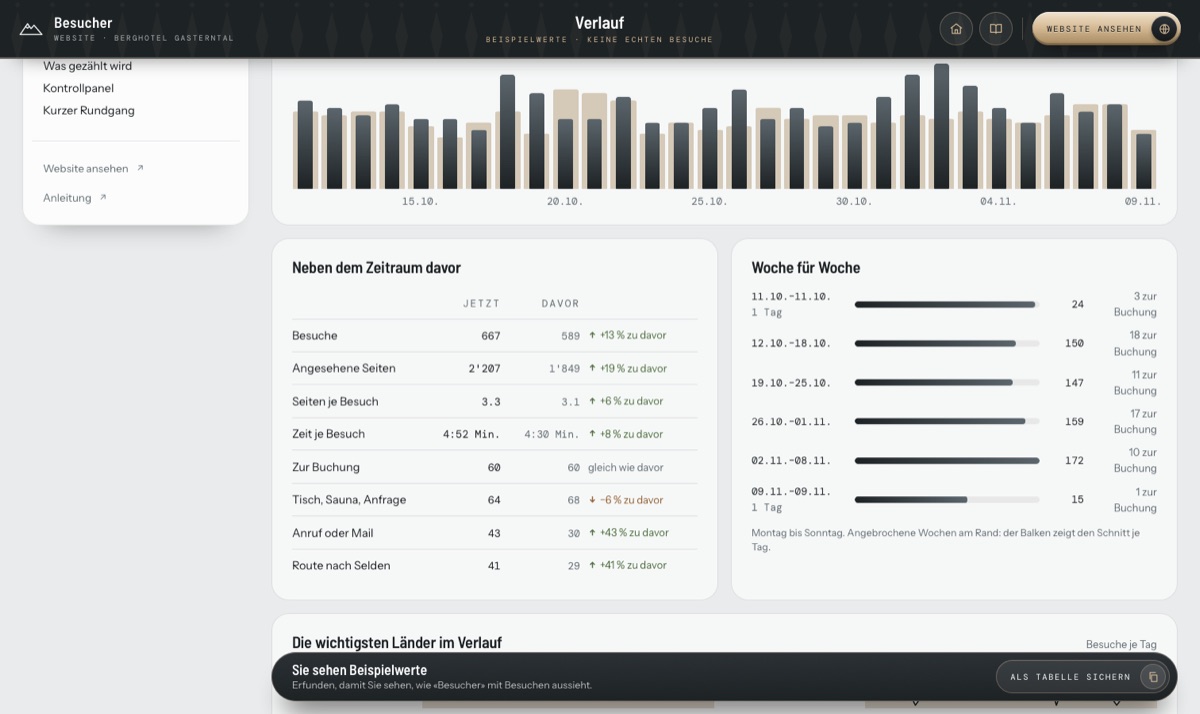 Besucher
WEBSITE · BERGHOTEL GASTERNTAL
Verlauf
BEISPIELWERTE · KEINE ECHTEN BESUCHE
WEBSITE ANSEHEN
Was gezählt wird
Kontrollpanel
Kurzer Rundgang
Website ansehen ↗
Anleitung ↗
15.10. 20.10. 25.10. 30.10. 04.11. 09.11.
Neben dem Zeitraum davor
JETZT DAVOR
Besuche 667 589 ↑ +13 % zu davor
Angesehene Seiten 2'207 1'849 ↑ +19 % zu davor
Seiten je Besuch 3.3 3.1 ↑ +6 % zu davor
Zeit je Besuch 4:52 Min. 4:30 Min. ↑ +8 % zu davor
Zur Buchung 60 60 gleich wie davor
Tisch, Sauna, Anfrage 64 68 ↓ −6 % zu davor
Anruf oder Mail 43 30 ↑ +43 % zu davor
Route nach Selden 41 29 ↑ +41 % zu davor
Woche für Woche
11.10.–11.10. 24 3 zur
1 Tag Buchung
12.10.–18.10. 150 18 zur
Buchung
19.10.–25.10. 147 11 zur
Buchung
26.10.–01.11. 159 17 zur
Buchung
02.11.–08.11. 172 10 zur
Buchung
09.11.–09.11. 15 1 zur
1 Tag Buchung
Montag bis Sonntag. Angebrochene Wochen am Rand: der Balken zeigt den Schnitt je
Tag.
Die wichtigsten Länder im Verlauf
Besuche je Tag
Sie sehen Beispielwerte
Erfunden, damit Sie sehen, wie «Besucher» mit Besuchen aussieht.
ALS TABELLE SICHERN